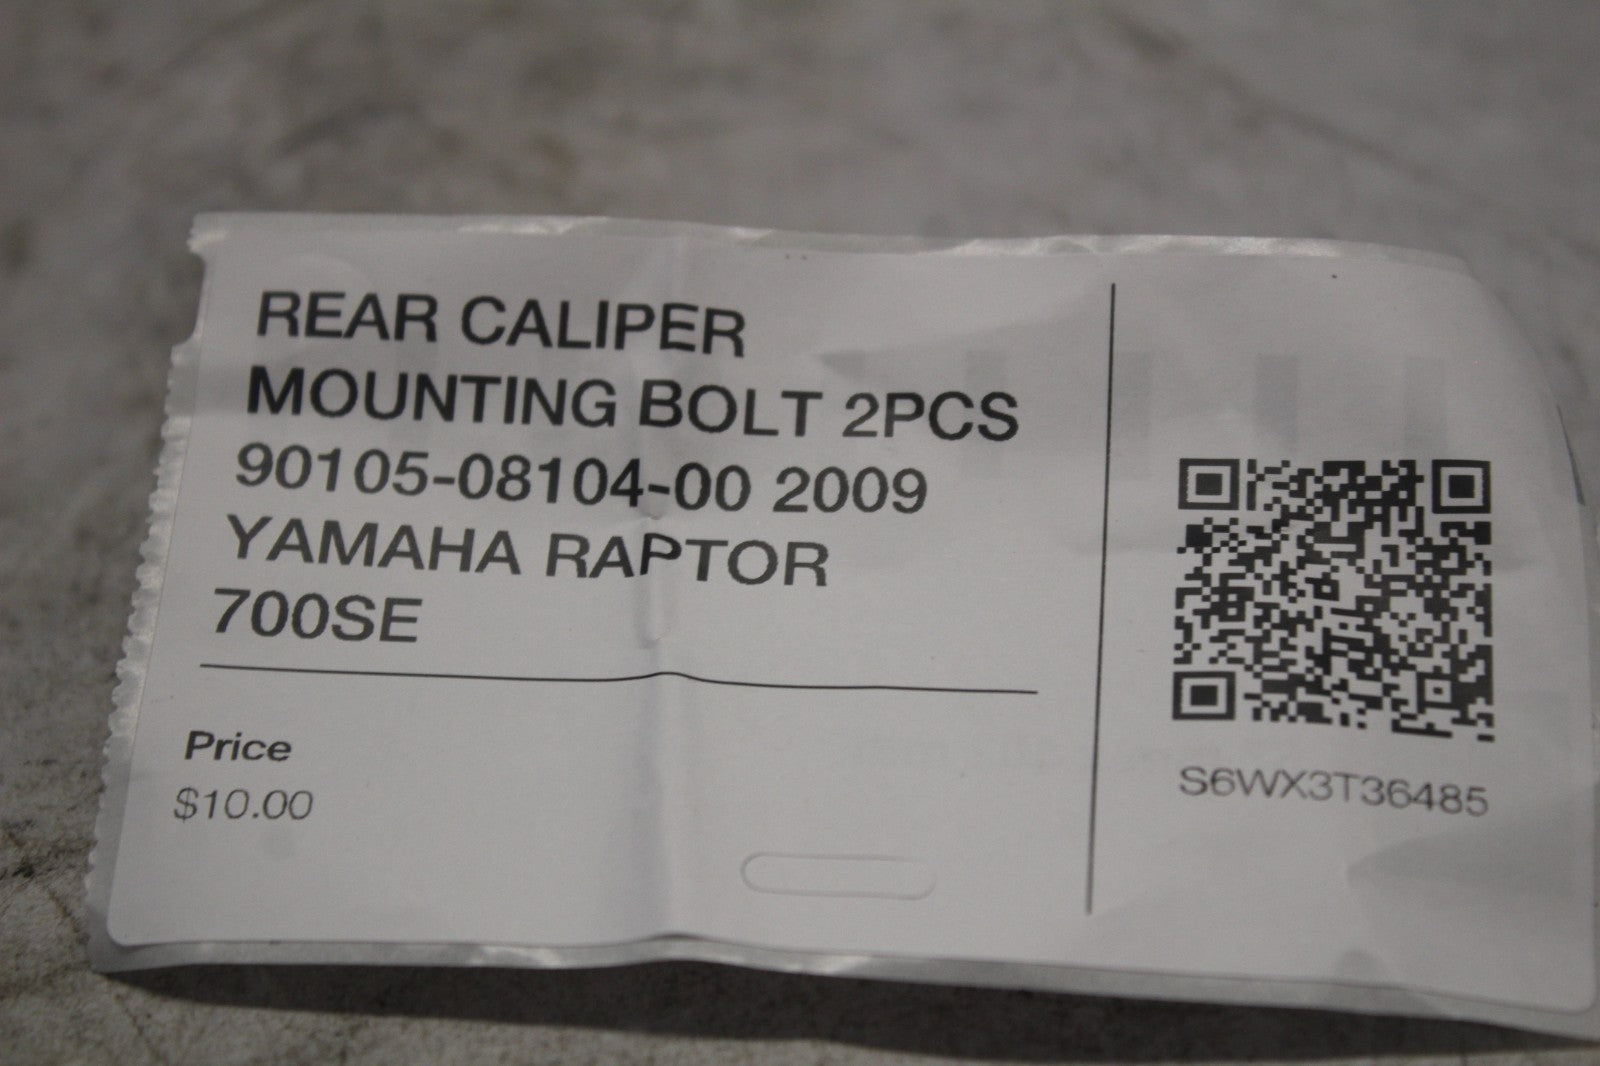 REAR CALIPER
MOUNTING BOLT 2PCS
90105-08104-00 2009
YAMAHA RAPTOR
700SE
Price
$10.00
S6WX3T36485